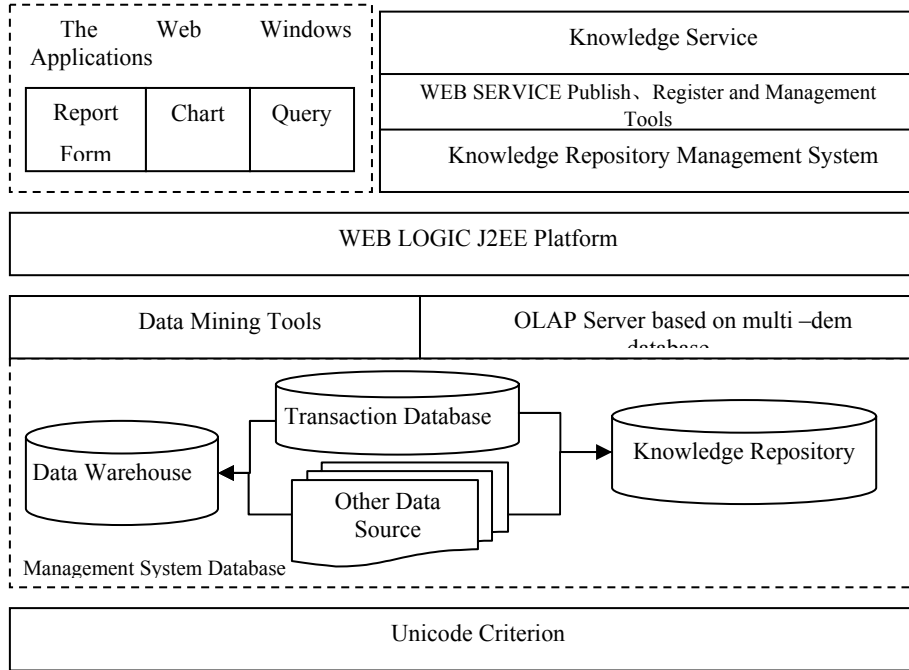 The Web Windows
Applications
Report
Form
Chart
Query
Knowledge Service
WEB SERVICE Publish、Register and Management
Tools
Knowledge Repository Management System
WEB LOGIC J2EE Platform
Data Mining Tools
OLAP Server based on multi –dem
database
Transaction Database
Data Warehouse
Knowledge Repository
Other Data
Source
Management System Database
Unicode Criterion